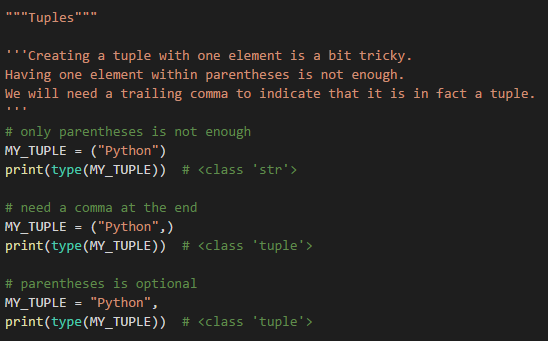 """Tuples"""
'''Creating a tuple with one element is a bit tricky.
Having one element within parentheses is not enough.
We will need a trailing comma to indicate that it is in fact a tuple.
'''
# only parentheses is not enough
MY_TUPLE = ("Python")
print(type(MY_TUPLE))  # <class 'str'>
# need a comma at the end
MY_TUPLE = ("Python",)
print(type(MY_TUPLE))  # <class 'tuple'>
# parentheses is optional
MY_TUPLE = "Python",
print(type(MY_TUPLE))  # <class 'tuple'>